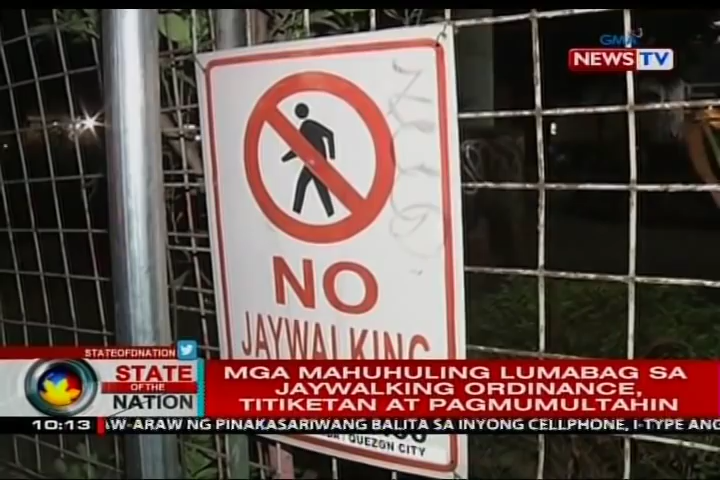 GMA
NEWS TV
NO
JAYWALKING
STATEOFDNATION
STATE
OF THE
NATION
MGA MAHUHULING LUMABAG SA
JAYWALKING ORDINANCE,
TITIKETAN AT PAGMUMULTAHIN
10:13
AW-ARAW NG PINAKASARIWANG BALITA SA INYONG CELLPHONE, I-TYPE ANG
QUEZON CITY